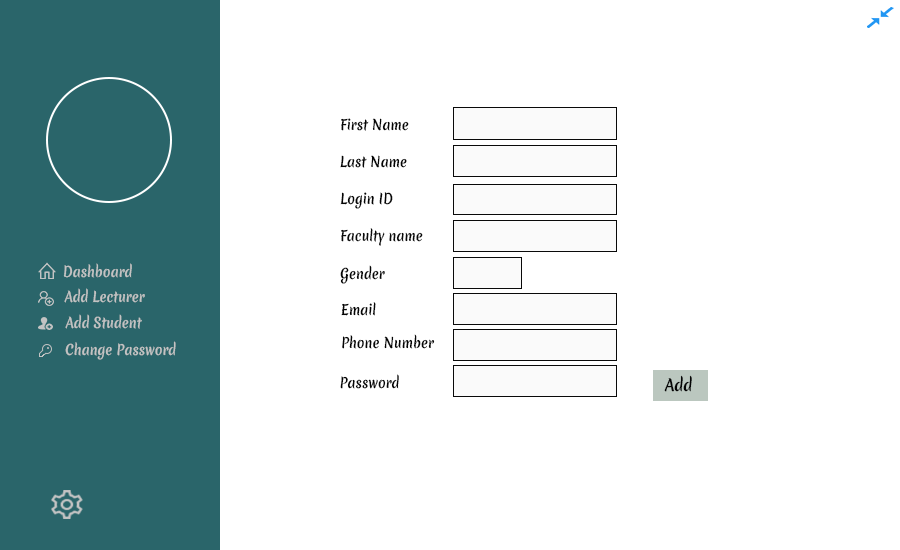 Dashboard
Add Lecturer
Add Student
Change Password
First Name
Last Name
Login ID
Faculty name
Gender
Email
Phone Number
Password
Add